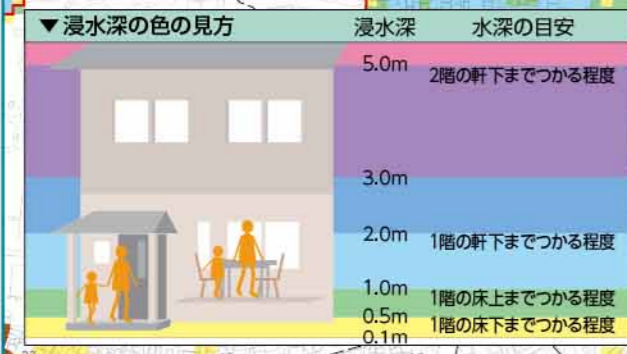 ▼浸水深の色の見方 浸水深 水深の目安
5.0m
2階の軒下までつかる程度
3.0m
2.0m
1階の軒下までつかる程度
1.0m
1階の床上までつかる程度
0.5m
1階の床下までつかる程度
0.1m